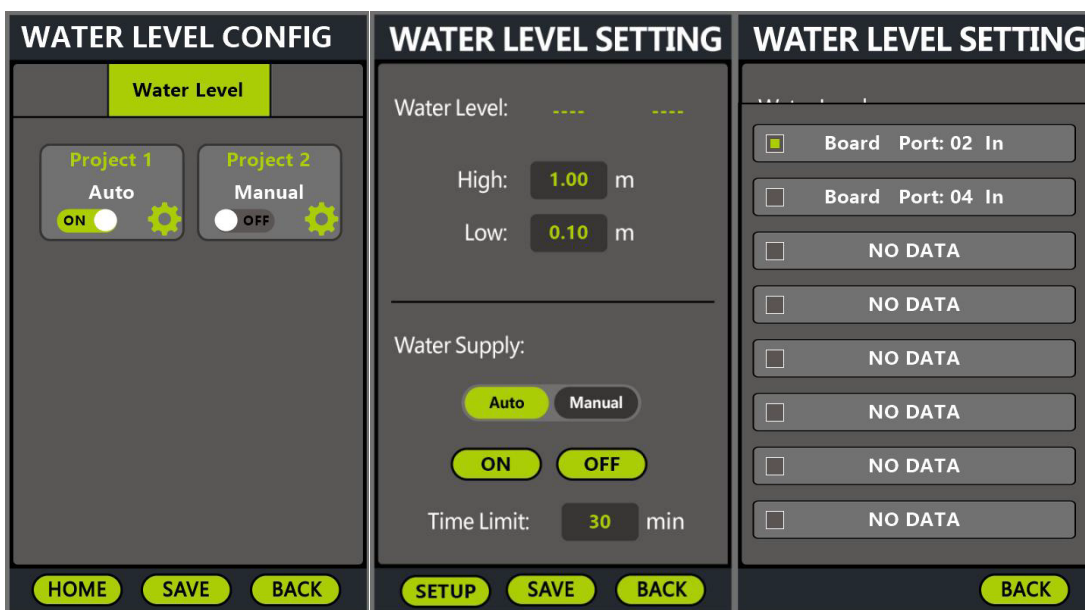 WATER LEVEL CONFIG
Water Level
Project 1
Auto
ON
Project 2
Manual
OFF
HOME SAVE BACK
WATER LEVEL SETTING
Water Level: ---- ----
High: 1.00 m
Low: 0.10 m
Water Supply:
Auto Manual
ON OFF
Time Limit: 30 min
SETUP SAVE BACK
WATER LEVEL SETTING
Board Port: 02 In
Board Port: 04 In
NO DATA
NO DATA
NO DATA
NO DATA
NO DATA
NO DATA
BACK